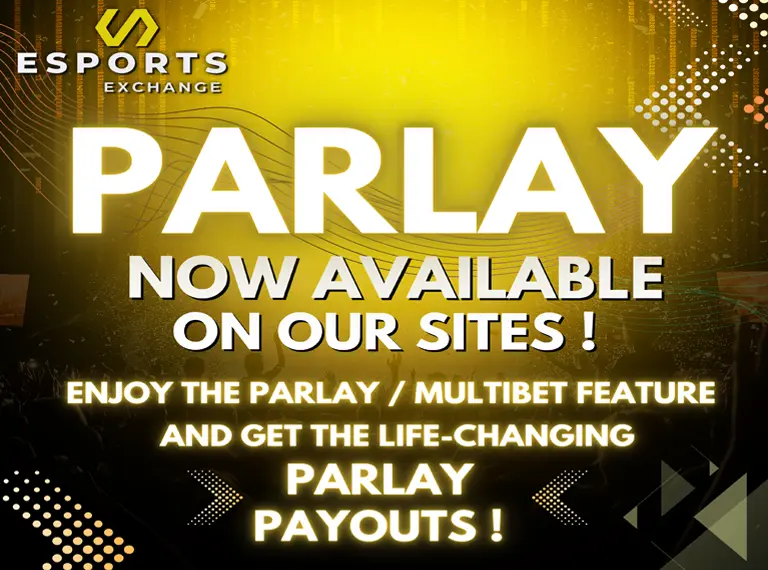 ESPORTS
EXCHANGE
PARLAY
NOW AVAILABLE
ON OUR SITES !
ENJOY THE PARLAY / MULTIBET FEATURE
AND GET THE LIFE-CHANGING
PARLAY
PAYOUTS !